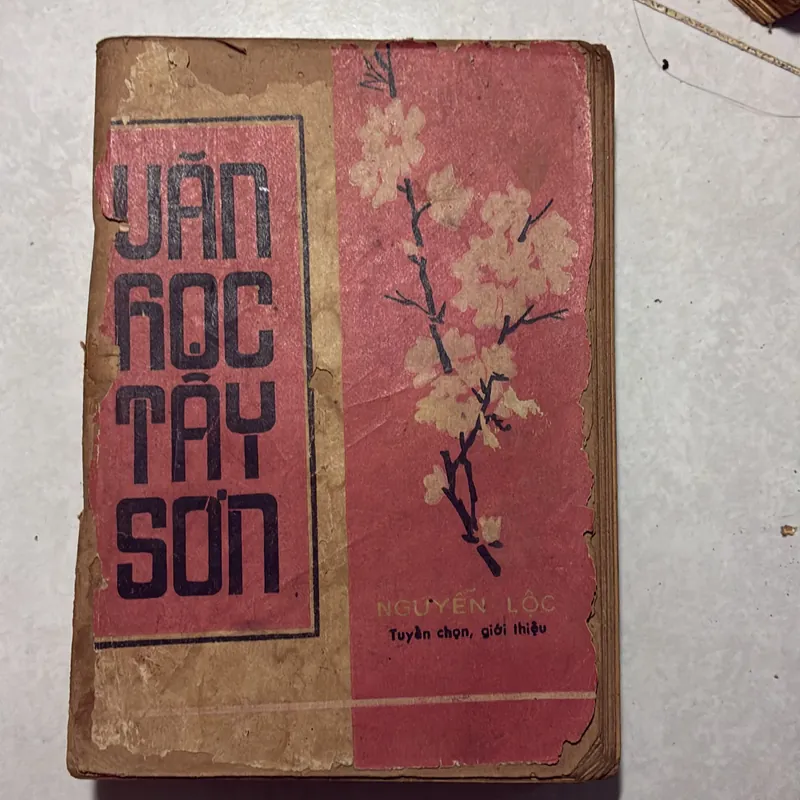 VĂN
HỌC
TÂY
SƠN
NGUYỄN LỘC
Tuyển chọn, giới thiệu